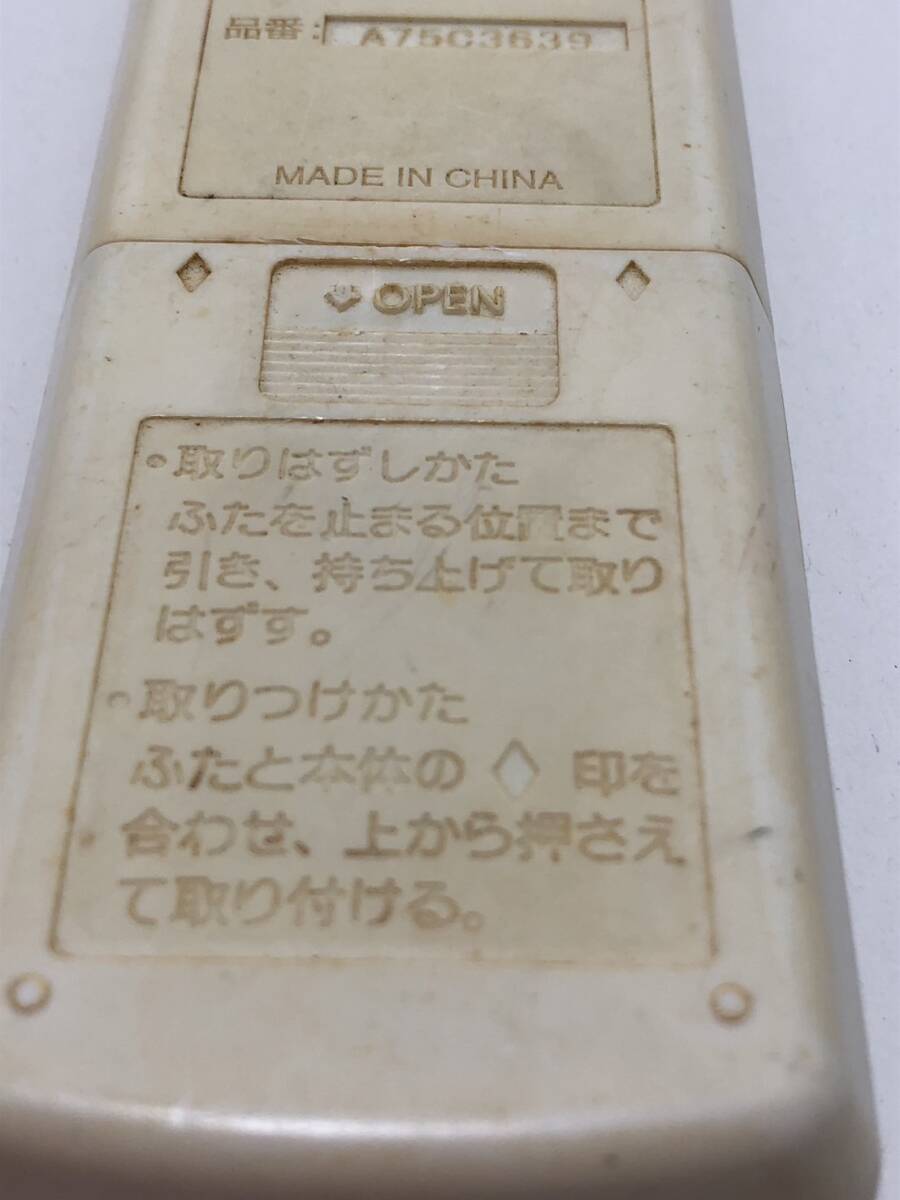 品番: A75C3639
MADE IN CHINA
OPEN
・取りはずしかた
ふたを止まる位置まで
引き、持ち上げて取り
はずす。
・取りつけかた
ふたと本体の ◇ 印を
合わせ、上から押さえ
て取り付ける。